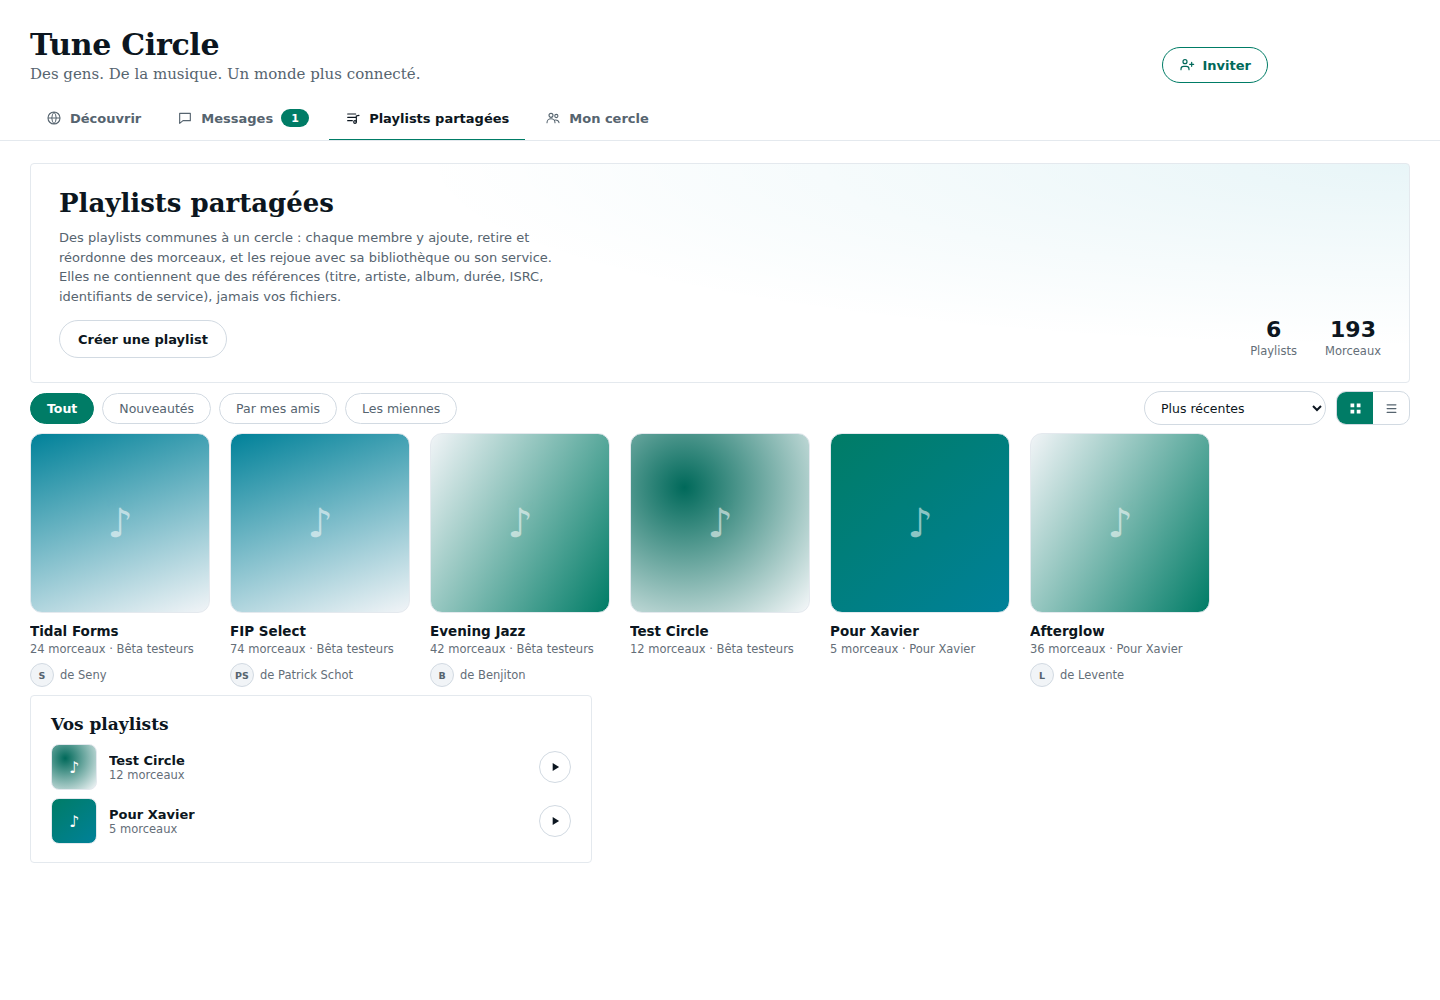 Tune Circle
Des gens. De la musique. Un monde plus connecté.
Inviter
Découvrir
Messages 1
Playlists partagées
Mon cercle
Playlists partagées
Des playlists communes à un cercle : chaque membre y ajoute, retire et
réordonne des morceaux, et les rejoue avec sa bibliothèque ou son service.
Elles ne contiennent que des références (titre, artiste, album, durée, ISRC,
identifiants de service), jamais vos fichiers.
Créer une playlist
6
Playlists
193
Morceaux
Tout
Nouveautés
Par mes amis
Les miennes
Plus récentes
Tidal Forms
24 morceaux · Bêta testeurs
S de Seny
FIP Select
74 morceaux · Bêta testeurs
PS de Patrick Schot
Evening Jazz
42 morceaux · Bêta testeurs
B de Benjiton
Test Circle
12 morceaux · Bêta testeurs
Pour Xavier
5 morceaux · Pour Xavier
Afterglow
36 morceaux · Pour Xavier
L de Levente
Vos playlists
Test Circle
12 morceaux
Pour Xavier
5 morceaux